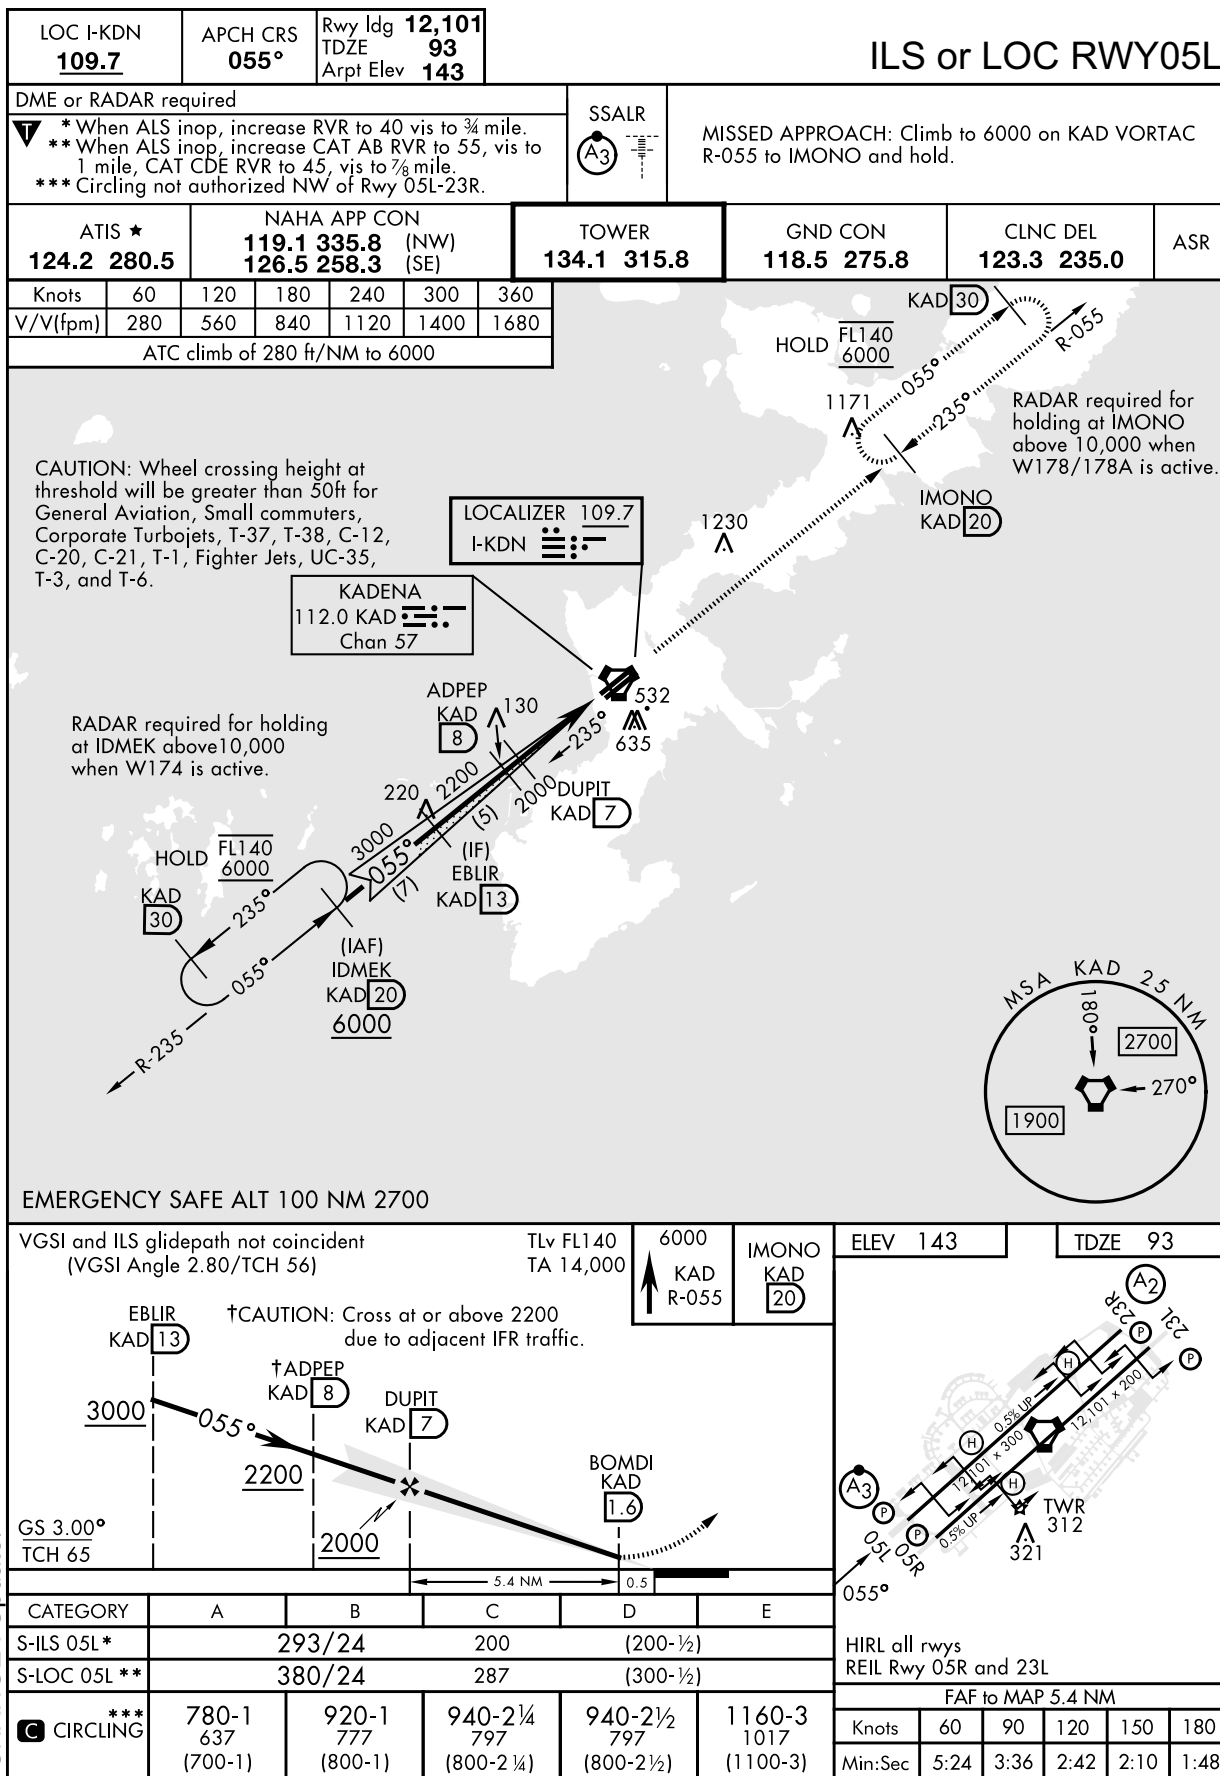 LOC I-KDN
109.7
APCH CRS
055°
Rwy ldg 12,101
TDZE 93
Arpt Elev 143
ILS or LOC RWY05L
DME or RADAR required
T
* When ALS inop, increase RVR to 40 vis to ¾ mile.
** When ALS inop, increase CAT AB RVR to 55, vis to
1 mile, CAT CDE RVR to 45, vis to ⅞ mile.
*** Circling not authorized NW of Rwy 05L-23R.
SSALR
A3
MISSED APPROACH: Climb to 6000 on KAD VORTAC
R-055 to IMONO and hold.
ATIS ★
124.2 280.5
NAHA APP CON
119.1 335.8 (NW)
126.5 258.3 (SE)
TOWER
134.1 315.8
GND CON
118.5 275.8
CLNC DEL
123.3 235.0
ASR
Knots 60 120 180 240 300 360
V/V(fpm) 280 560 840 1120 1400 1680
ATC climb of 280 ft/NM to 6000
KAD 30
HOLD FL140
6000
R-055
055°
235°
1171
RADAR required for
holding at IMONO
above 10,000 when
W178/178A is active.
IMONO
KAD 20
1230
CAUTION: Wheel crossing height at
threshold will be greater than 50ft for
General Aviation, Small commuters,
Corporate Turbojets, T-37, T-38, C-12,
C-20, C-21, T-1, Fighter Jets, UC-35,
T-3, and T-6.
LOCALIZER 109.7
I-KDN
KADENA
112.0 KAD
Chan 57
532
635
235°
ADPEP
KAD
8
130
RADAR required for holding
at IDMEK above10,000
when W174 is active.
2200
2000
DUPIT
KAD 7
220
(5)
3000
055°
(7)
(IF)
EBLIR
KAD 13
HOLD FL140
6000
KAD
30
235°
055°
(IAF)
IDMEK
KAD 20
6000
R-235
MSA KAD 25 NM
180°
2700
270°
1900
EMERGENCY SAFE ALT 100 NM 2700
VGSI and ILS glidepath not coincident
(VGSI Angle 2.80/TCH 56)
TLv FL140
TA 14,000
6000
KAD
R-055
IMONO
KAD
20
EBLIR
KAD 13
†CAUTION: Cross at or above 2200
due to adjacent IFR traffic.
†ADPEP
KAD 8
DUPIT
KAD 7
3000
055°
2200
2000
BOMDI
KAD
1.6
GS 3.00°
TCH 65
5.4 NM
0.5
ELEV 143
TDZE 93
A2
23R
23L
P
P
H
0.5% UP
12,101 x 200
H
12,101 x 300
H
A3
P
P
0.5% UP
05L
05R
TWR
312
321
055°
HIRL all rwys
REIL Rwy 05R and 23L
CATEGORY A B C D E
S-ILS 05L* 293/24 200 (200-½)
S-LOC 05L ** 380/24 287 (300-½)
***
C CIRCLING
780-1 920-1 940-2¼ 940-2½ 1160-3
637 777 797 797 1017
(700-1) (800-1) (800-2¼) (800-2½) (1100-3)
FAF to MAP 5.4 NM
Knots 60 90 120 150 180
Min:Sec 5:24 3:36 2:42 2:10 1:48